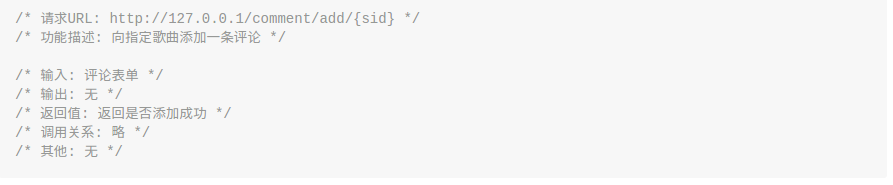 /* 请求URL: http://127.0.0.1/comment/add/{sid} */
/* 功能描述: 向指定歌曲添加一条评论 */
/* 输入: 评论表单 */
/* 输出: 无 */
/* 返回值: 返回是否添加成功 */
/* 调用关系: 略 */
/* 其他: 无 */